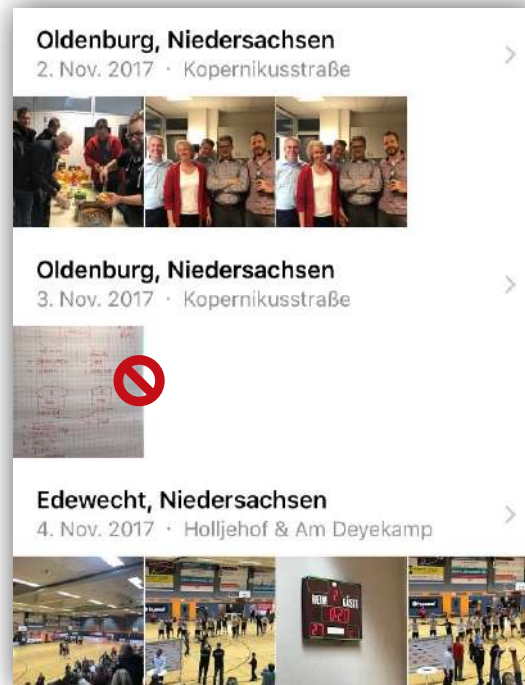 Oldenburg, Niedersachsen
2. Nov. 2017 · Kopernikusstraße
Oldenburg, Niedersachsen
3. Nov. 2017 · Kopernikusstraße
Edewecht, Niedersachsen
4. Nov. 2017 · Holljehof & Am Deyekamp
HEIM GÄSTE